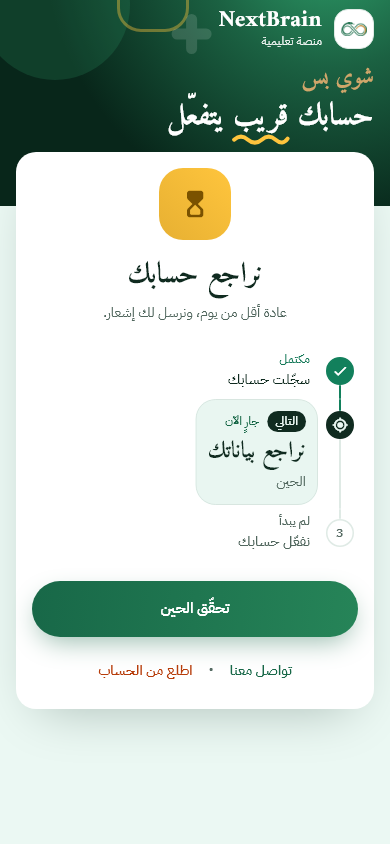 NextBrain
منصة تعليمية
شوي بس
حسابك قريب يتفعّل
نراجع حسابك
عادة أقل من يوم، ونرسل لك إشعار.
مكتمل
سجّلت حسابك
التالي جارٍ الآن
نراجع بياناتك
الحين
لم يبدأ
3
نفعّل حسابك
تحقّق الحين
تواصل معنا • اطلع من الحساب